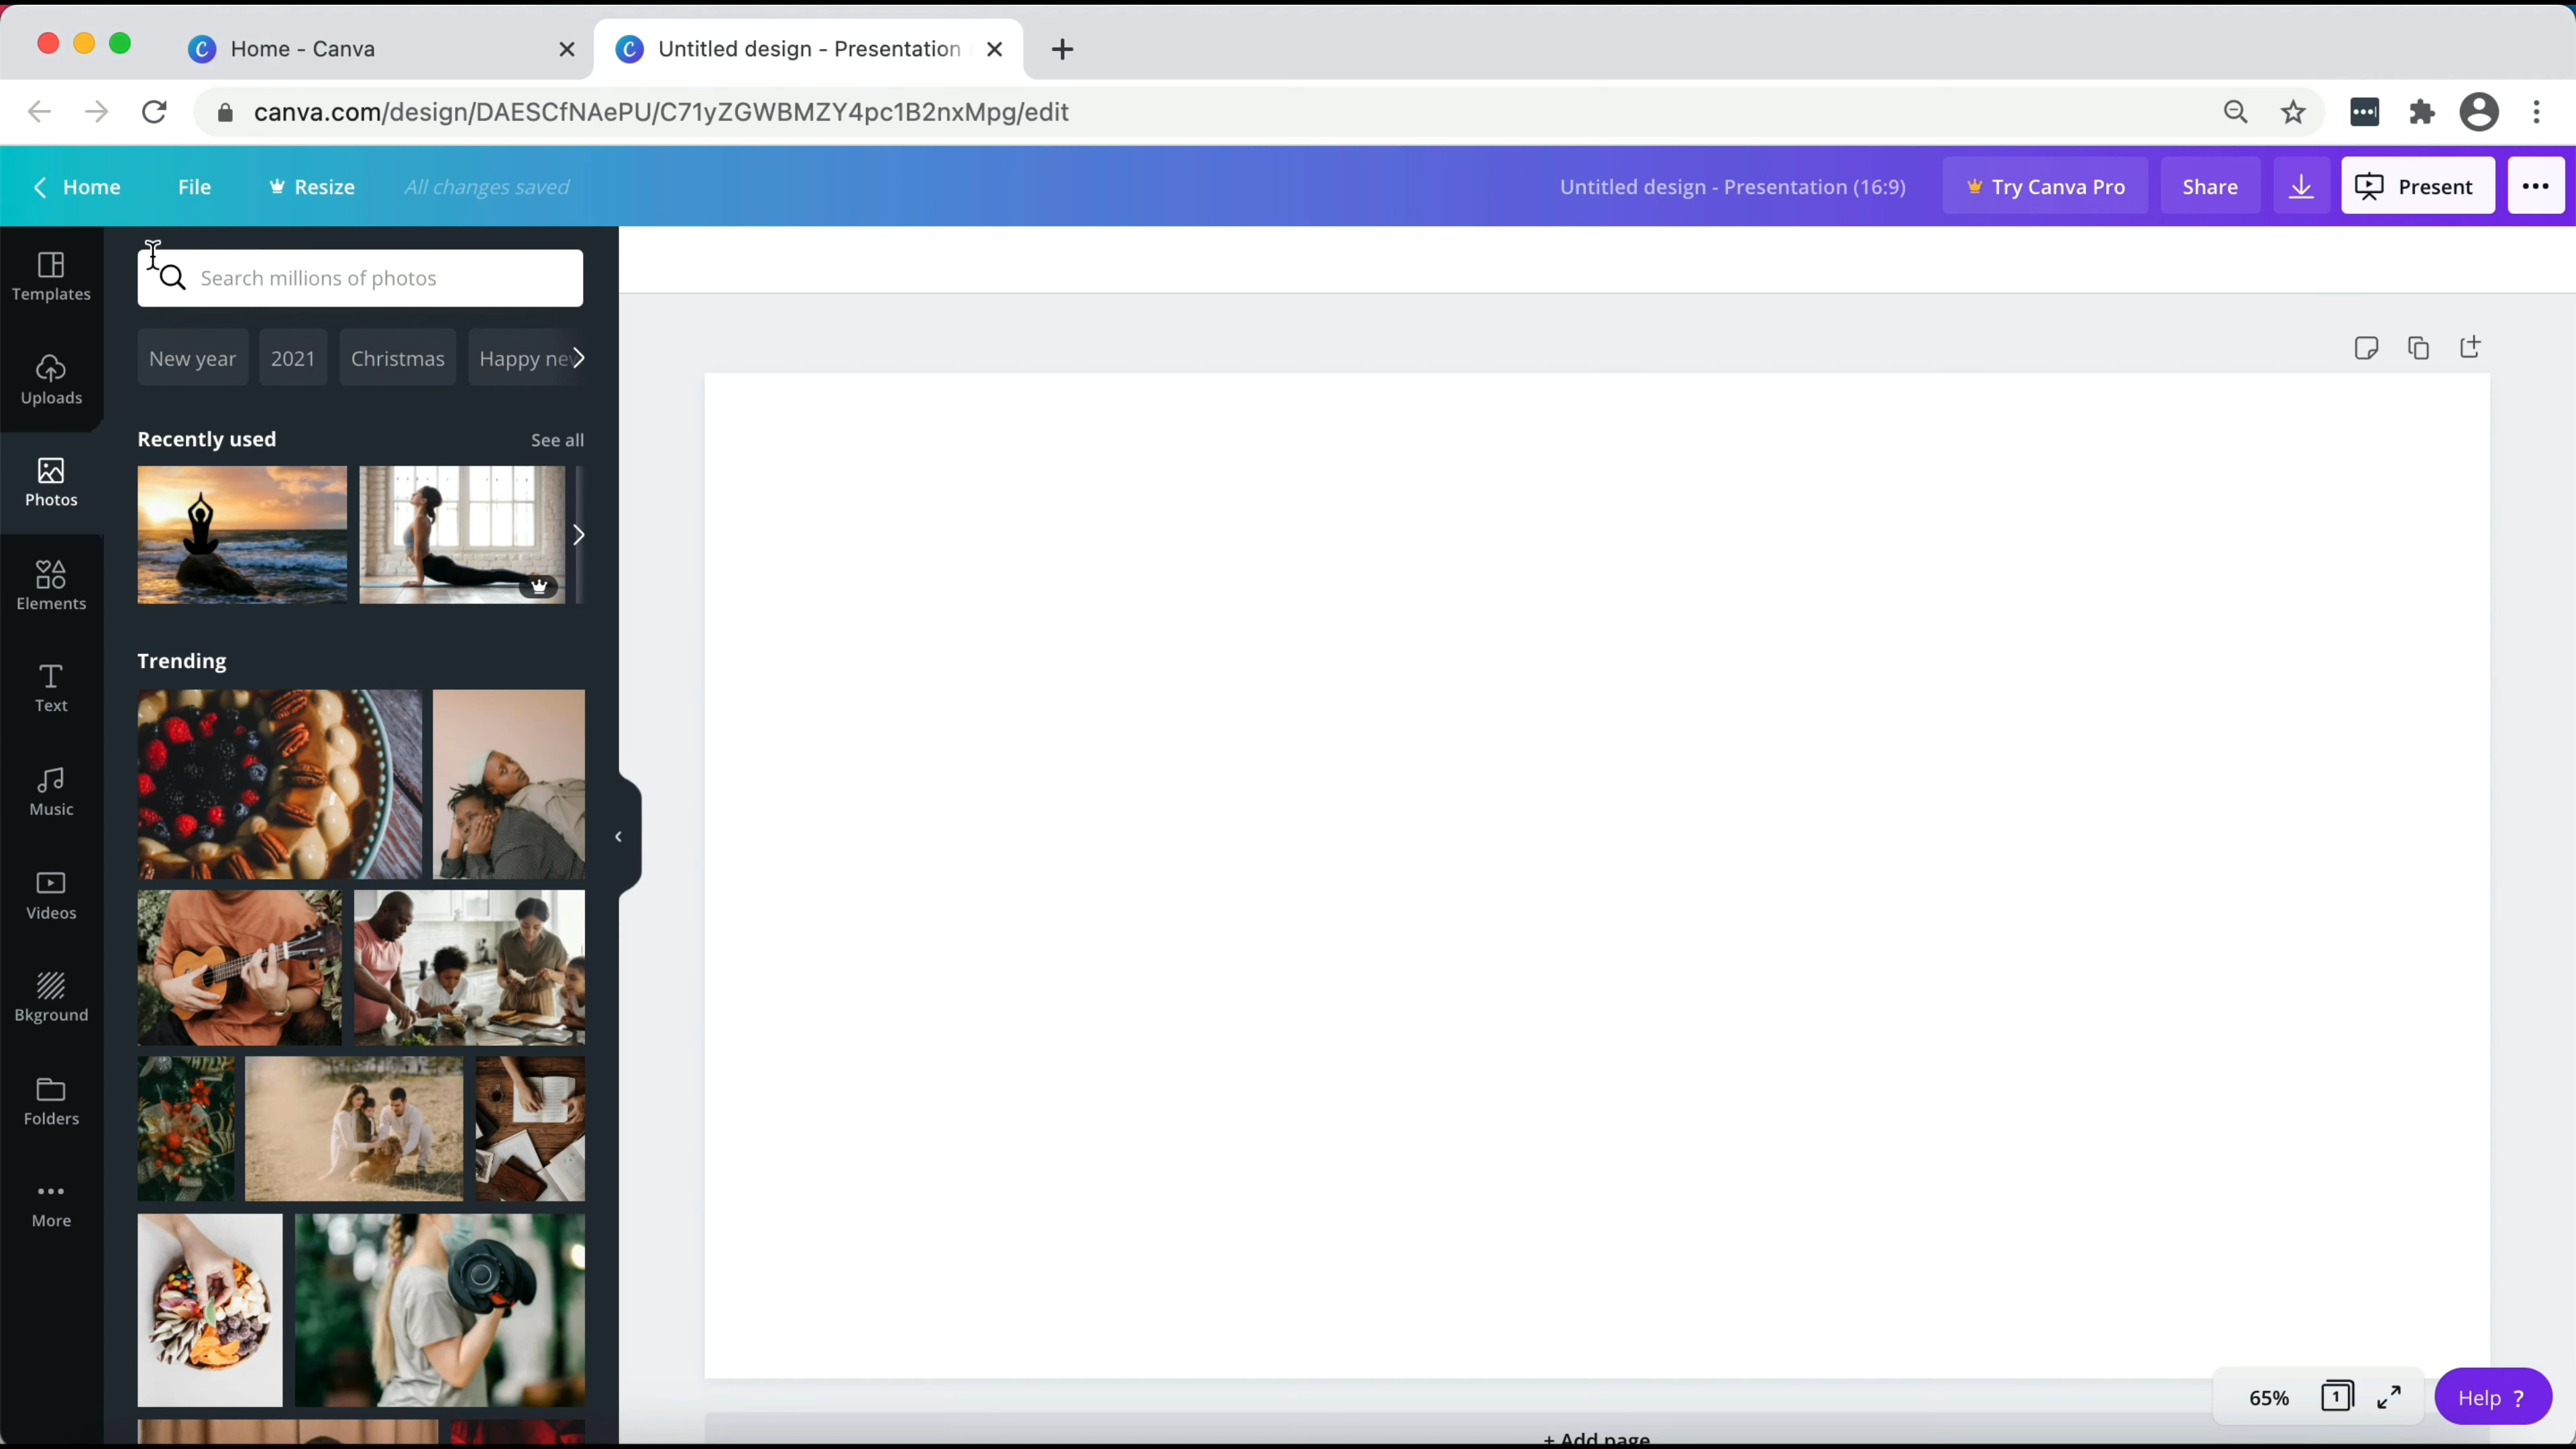 Home - Canva
Untitled design - Presentation
canva.com/design/DAESCfNAePU/C71yZGWBMZY4pc1B2nxMpg/edit
Home File Resize All changes saved Untitled design - Presentation (16:9) Try Canva Pro Share Present
Templates
Uploads
Photos
Elements
Text
Music
Videos
Bkground
Folders
More
Search millions of photos
New year 2021 Christmas Happy nev
Recently used See all
Trending
+ Add page
65% 1 Help ?